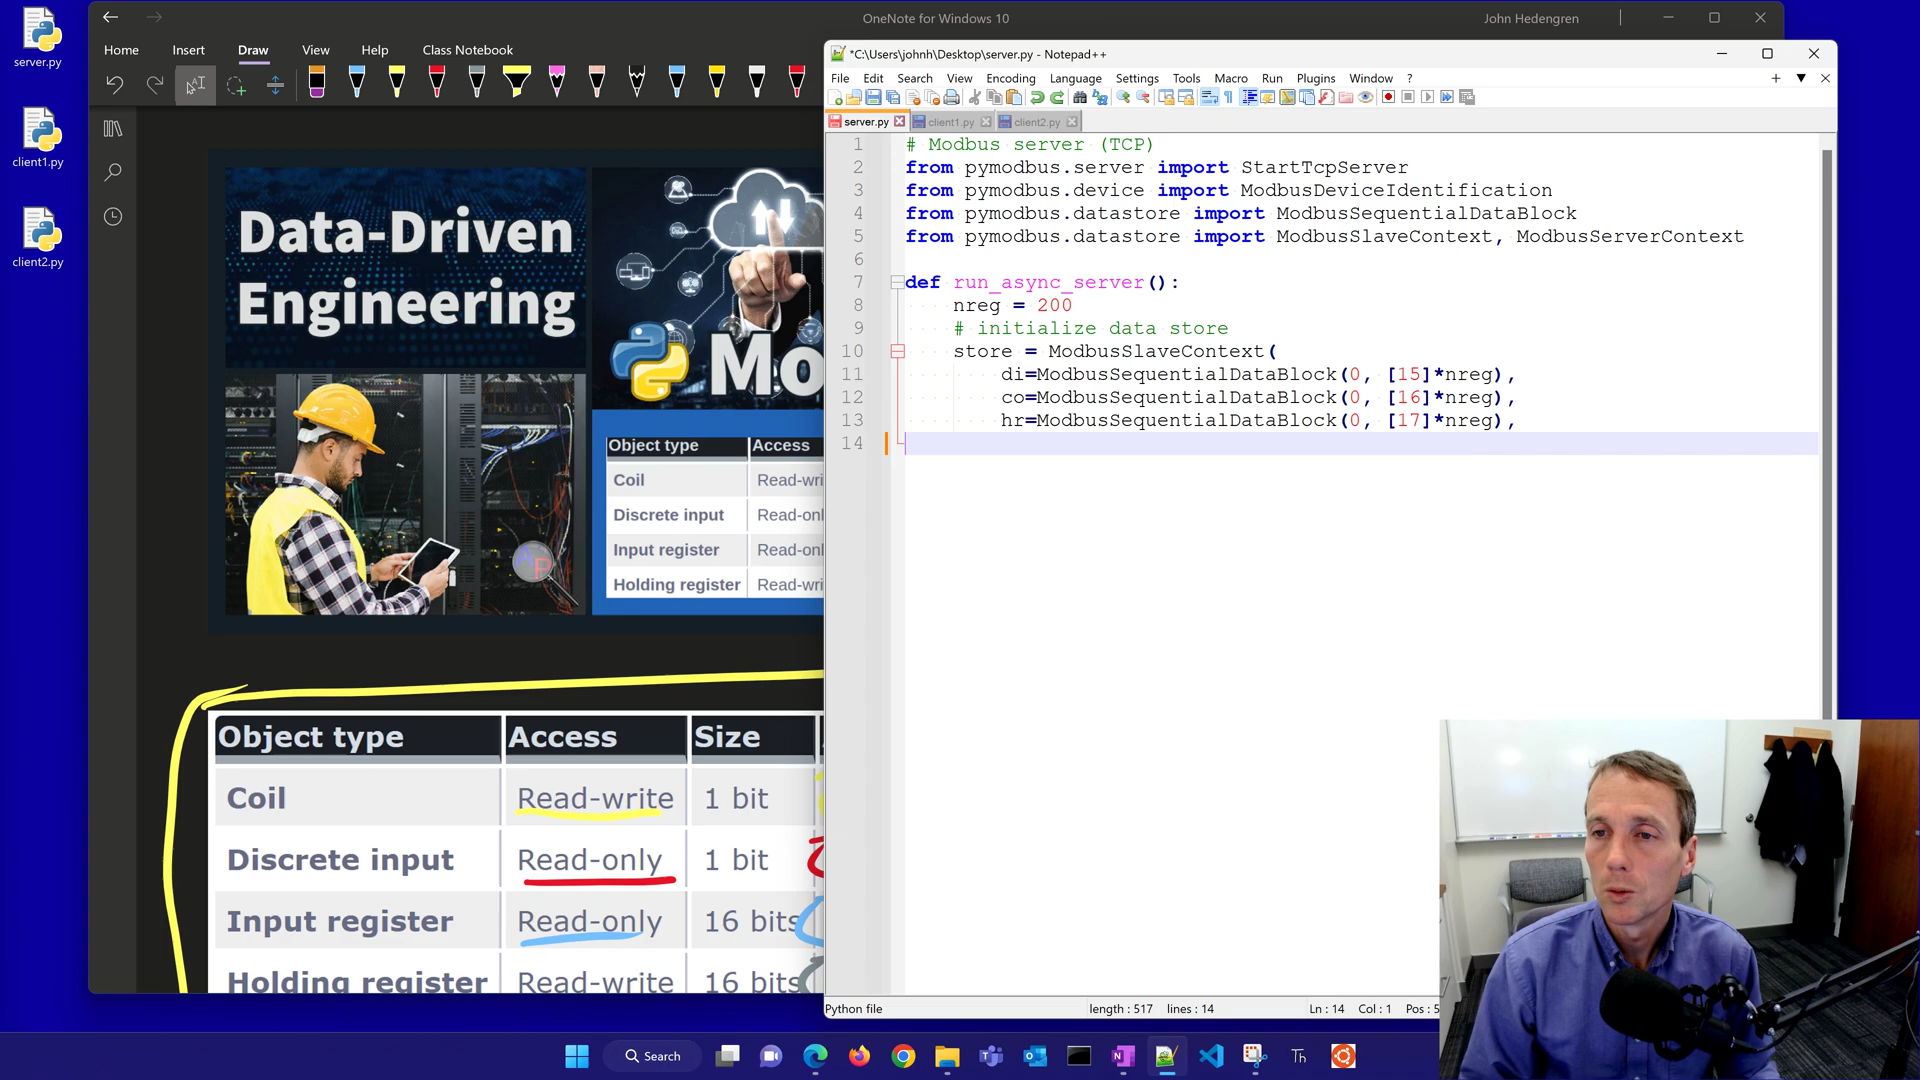 server.py
client1.py
client2.py
OneNote for Windows 10
John Hedengren
Home Insert Draw View Help Class Notebook
Data-Driven
Engineering
Mo
Object type Access
Coil Read-wri
Discrete input Read-onl
Input register Read-onl
Holding register Read-wri
Object type Access Size
Coil Read-write 1 bit
Discrete input Read-only 1 bit
Input register Read-only 16 bits
Holding register Read-write 16 bits
*C:\Users\johnh\Desktop\server.py - Notepad++
File Edit Search View Encoding Language Settings Tools Macro Run Plugins Window ?
server.py client1.py client2.py
1 # Modbus server (TCP)
2 from pymodbus.server import StartTcpServer
3 from pymodbus.device import ModbusDeviceIdentification
4 from pymodbus.datastore import ModbusSequentialDataBlock
5 from pymodbus.datastore import ModbusSlaveContext, ModbusServerContext
6
7 def run_async_server():
8 nreg = 200
9 # initialize data store
10 store = ModbusSlaveContext(
11 di=ModbusSequentialDataBlock(0, [15]*nreg),
12 co=ModbusSequentialDataBlock(0, [16]*nreg),
13 hr=ModbusSequentialDataBlock(0, [17]*nreg),
14
Python file length : 517 lines : 14 Ln : 14 Col : 1 Pos : 5
Search
Th